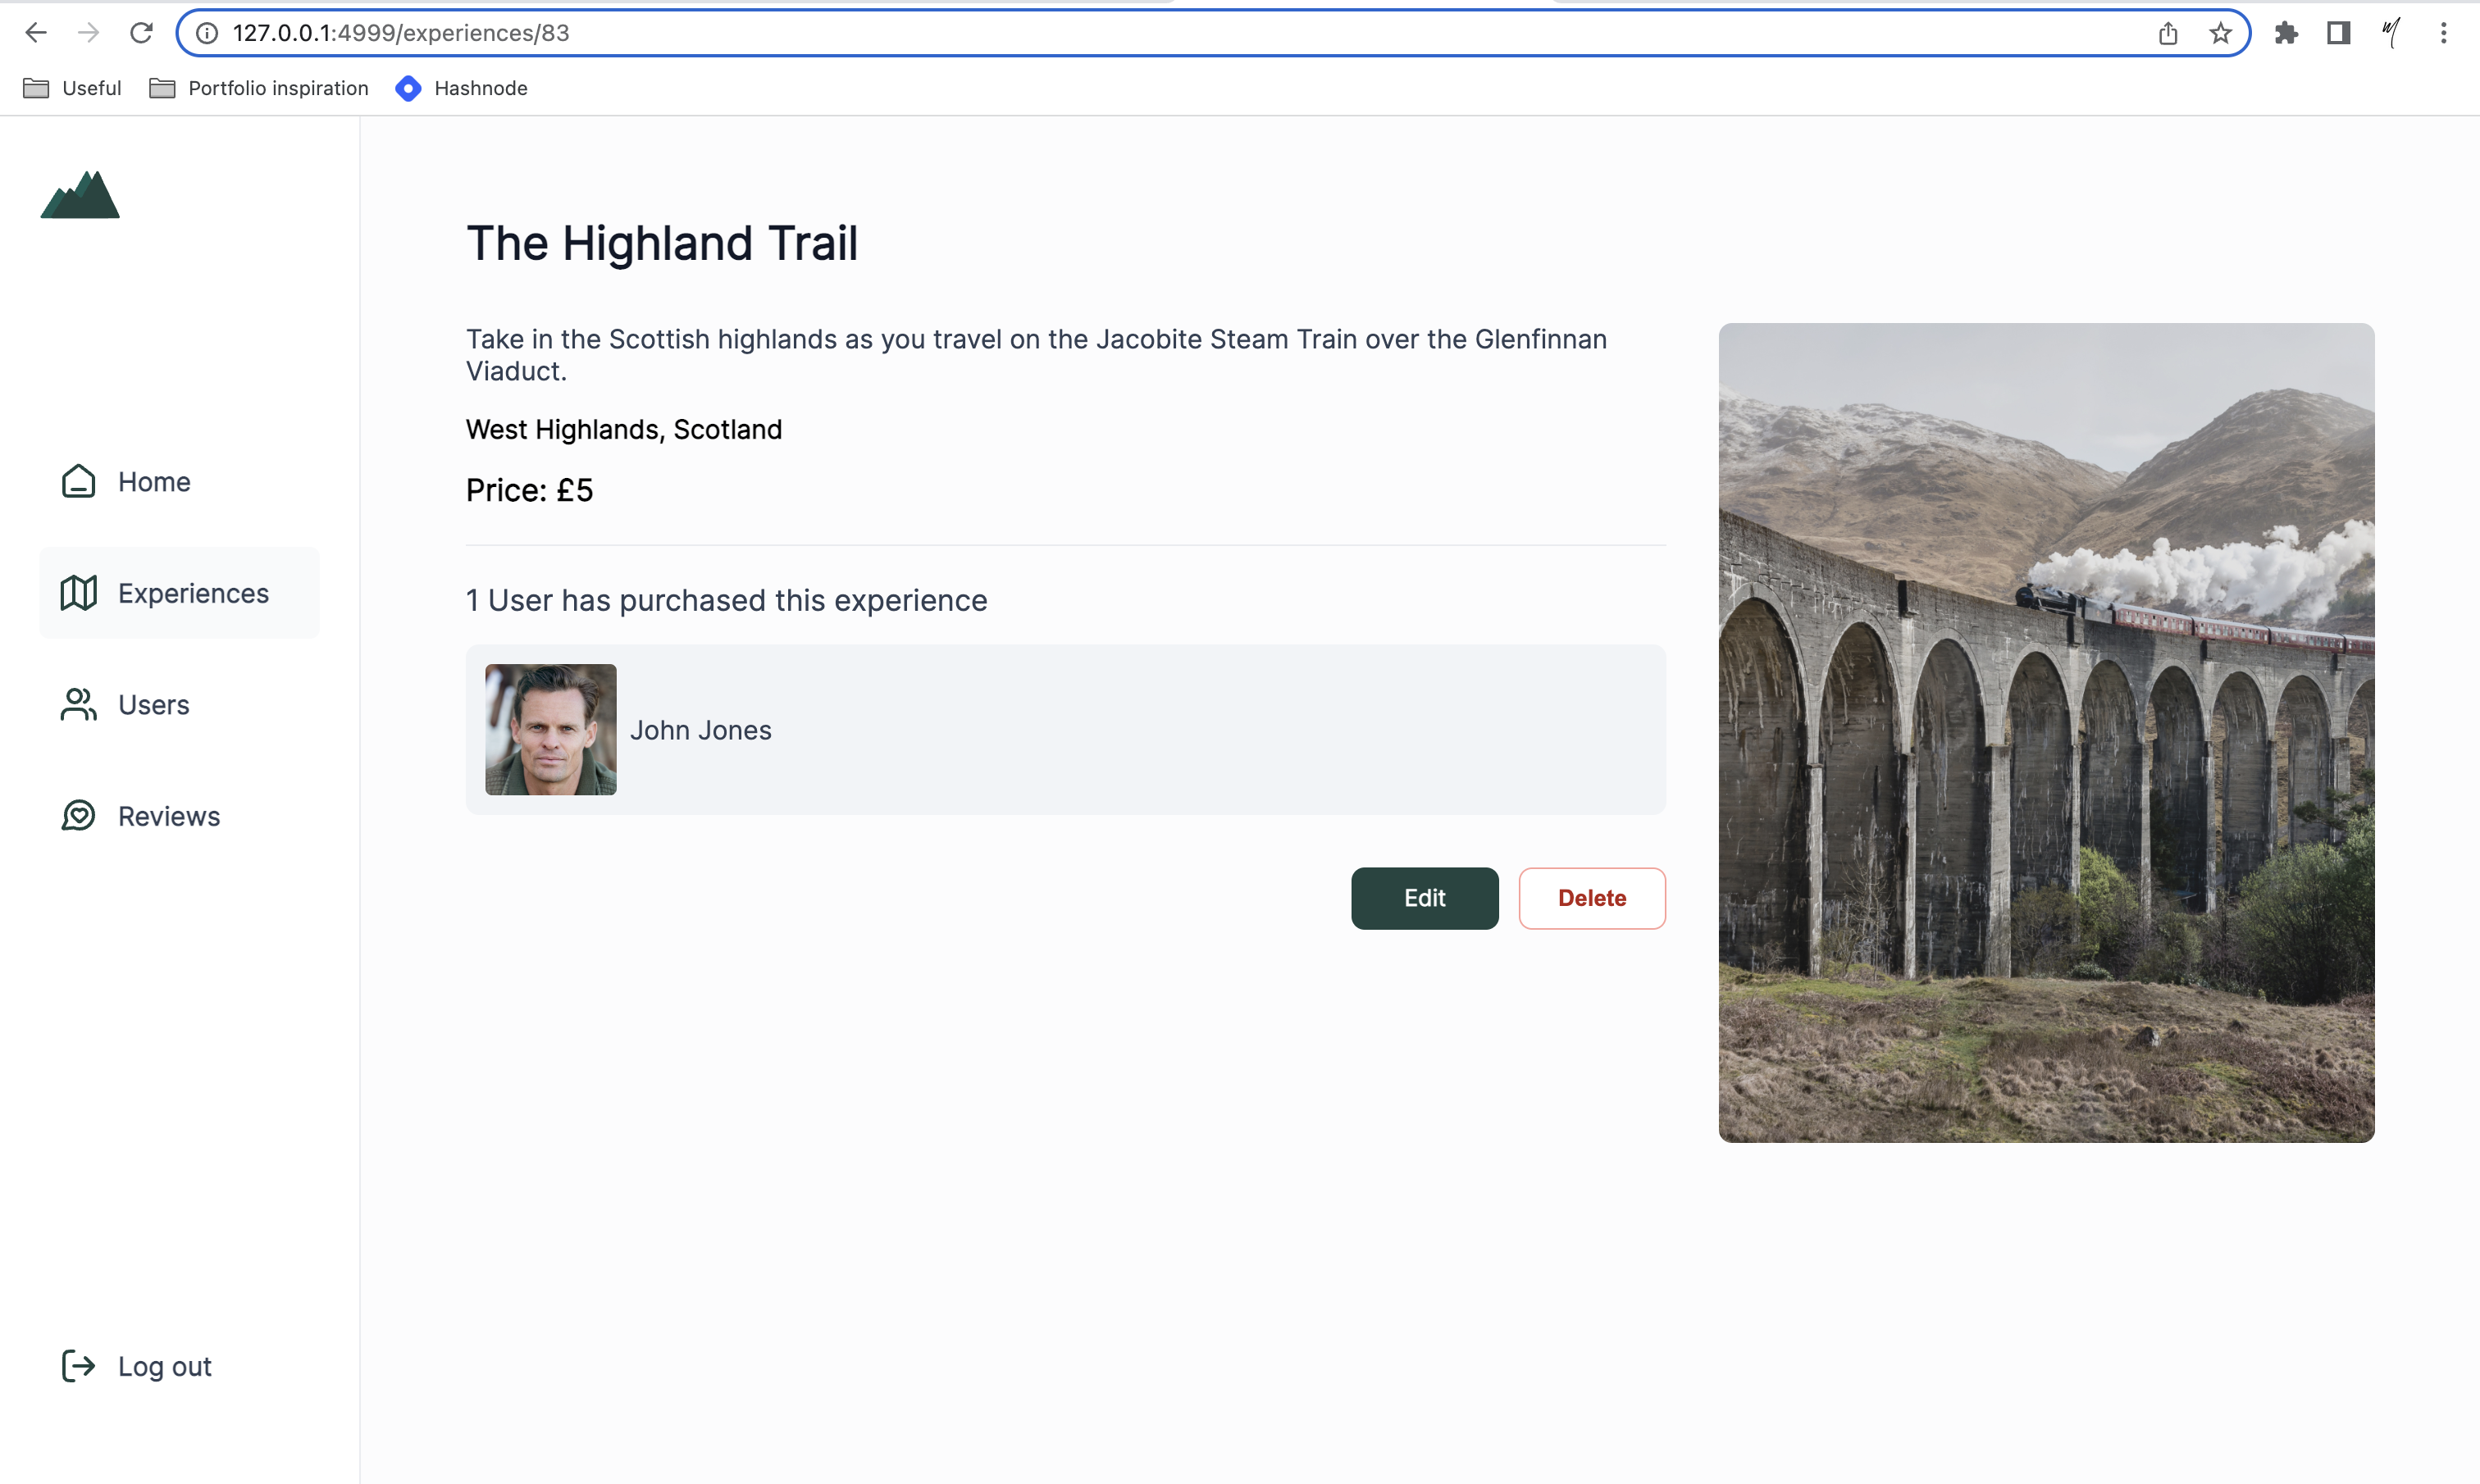 127.0.0.1:4999/experiences/83
Useful
Portfolio inspiration
Hashnode
The Highland Trail
Take in the Scottish highlands as you travel on the Jacobite Steam Train over the Glenfinnan
Viaduct.
West Highlands, Scotland
Price: £5
Home
Experiences
Users
Reviews
1 User has purchased this experience
John Jones
Edit
Delete
Log out